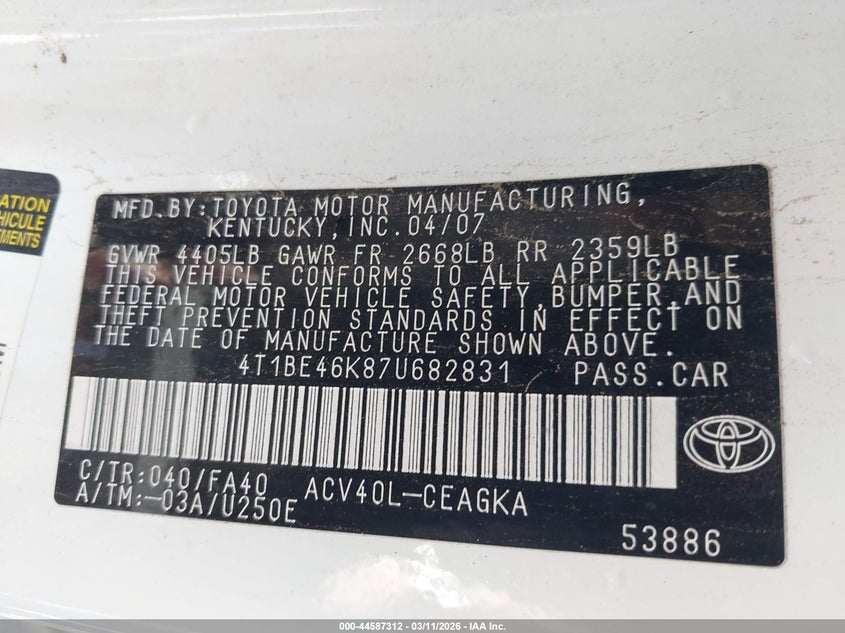 ATION
MFD.BY:TOYOTA MOTOR MANUFACTURING,
KENTUCKY,INC.04/07
GVWR 4405LB GAWR FR 2668LB RR 2359LB
THIS VEHICLE CONFORMS TO ALL APPLICABLE
FEDERAL MOTOR VEHICLE SAFETY,BUMPER,AND
THEFT PREVENTION STANDARDS IN EFFECT ON
THE DATE OF MANUFACTURE SHOWN ABOVE.
4T1BE46K87U682831 PASS.CAR
C/TR:040/FA40 ACV40L-CEAGKA
A/TM:-03A/U250E
53886
000-44587312 | 03/11/2026 - IAA Inc.